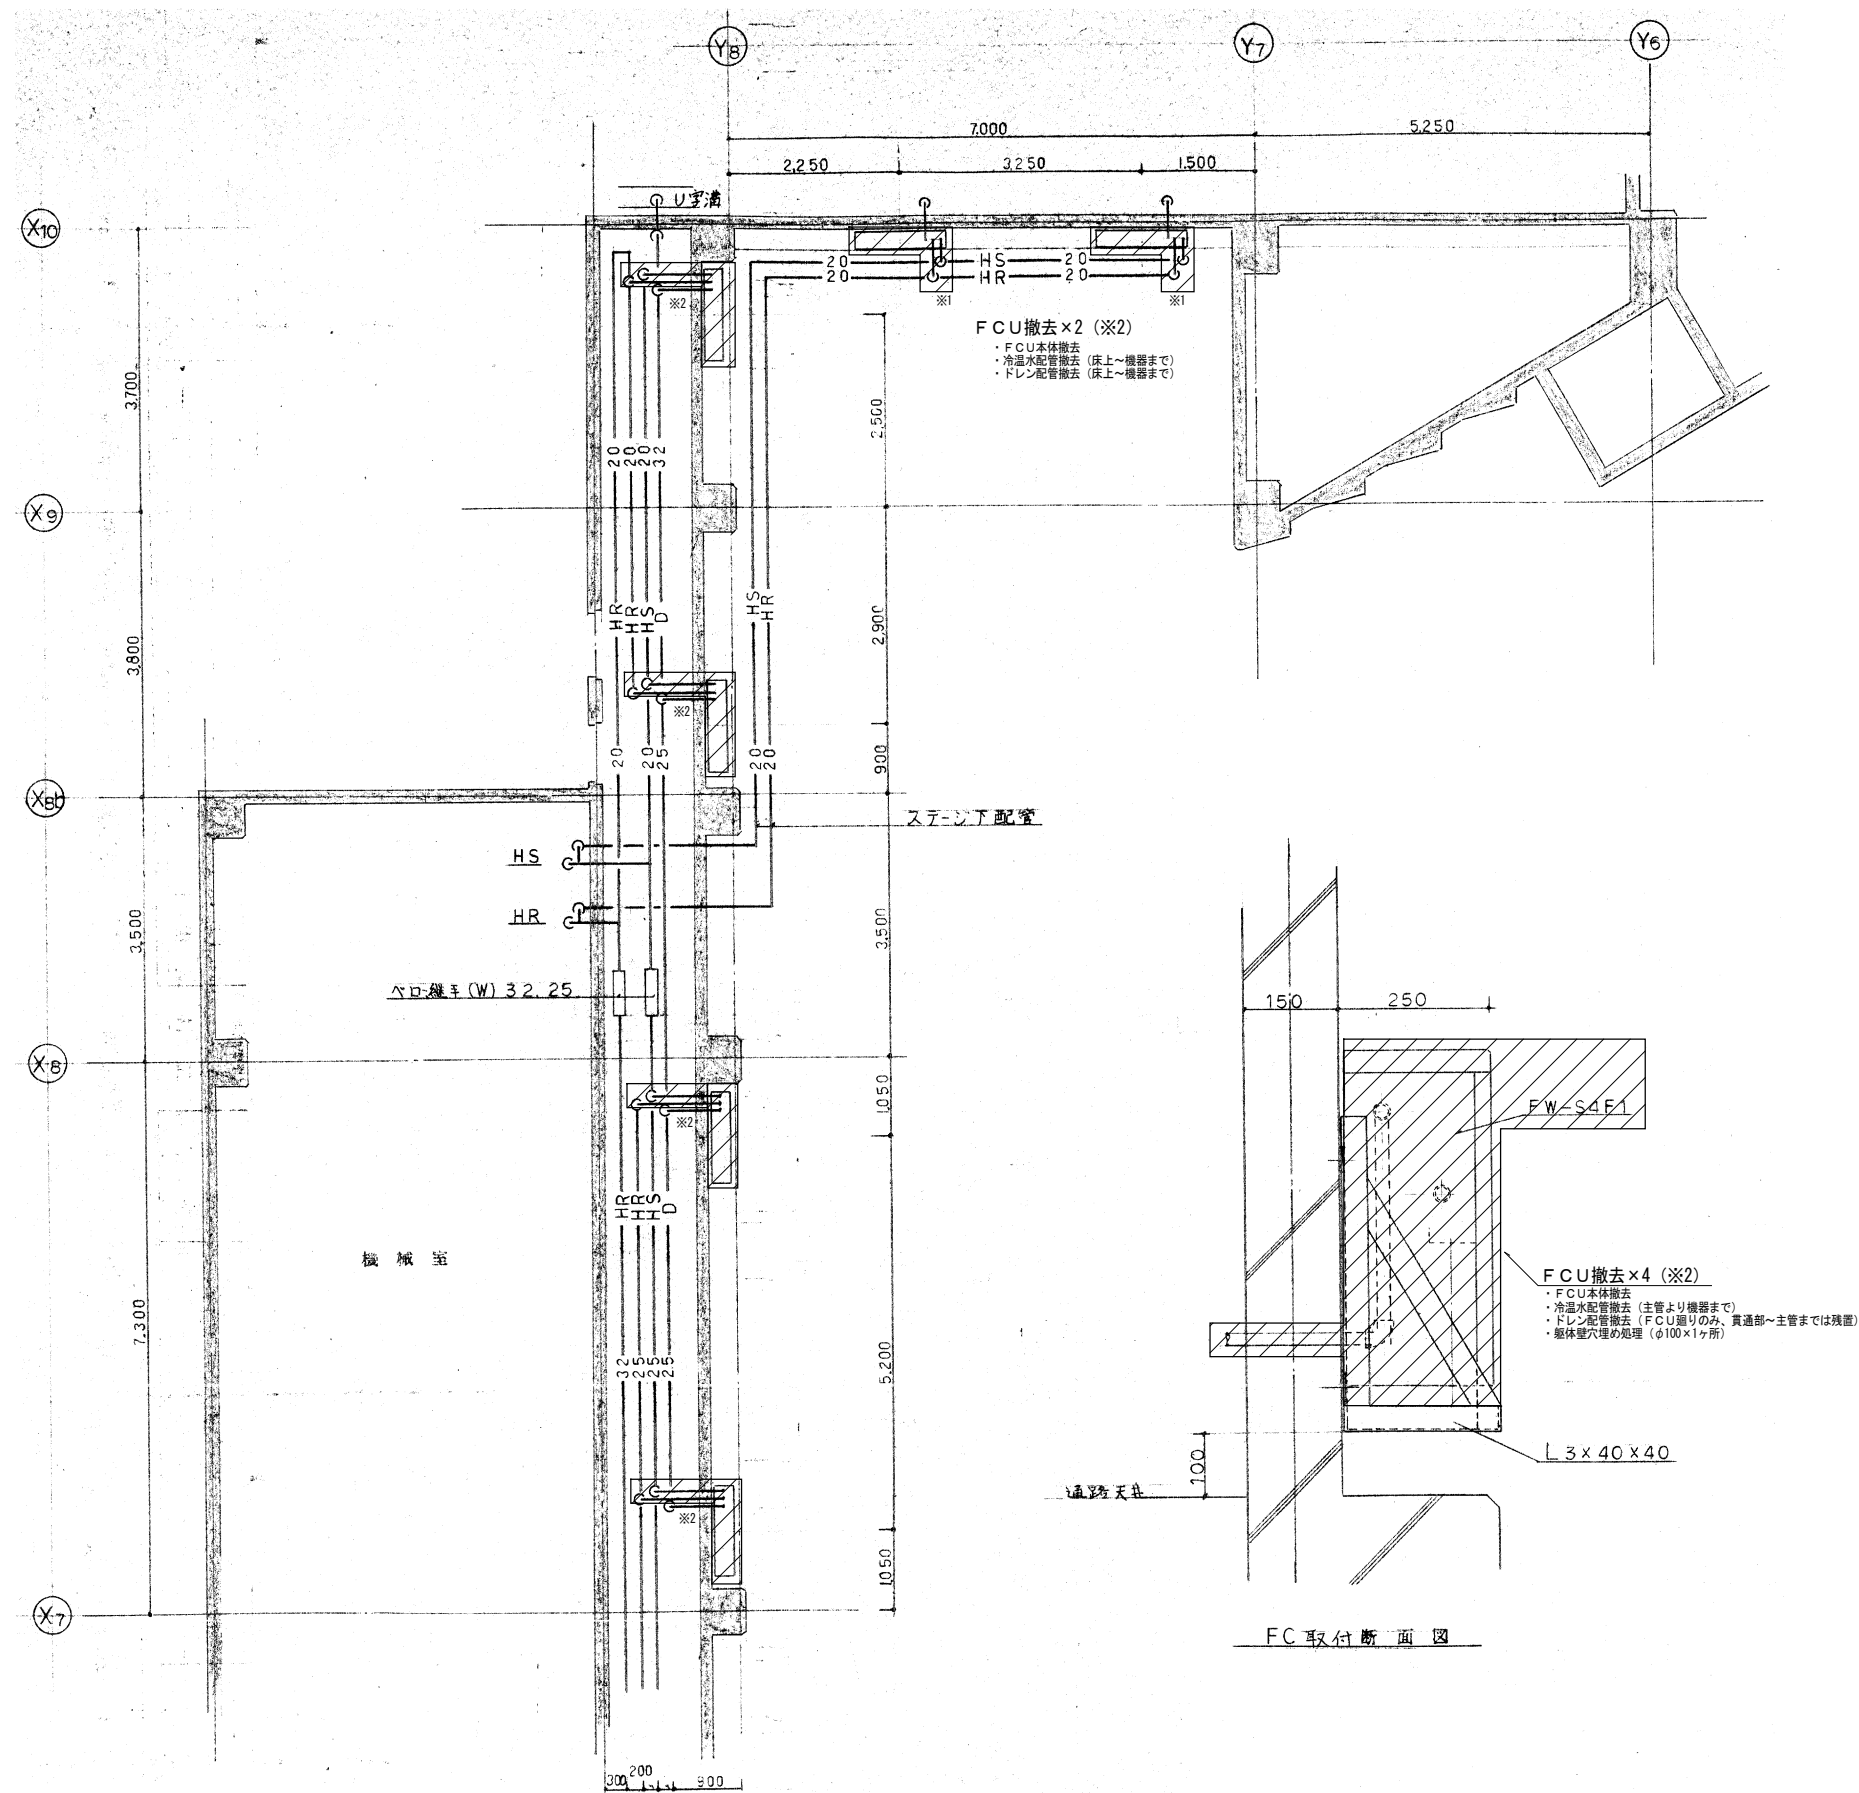 Y8
Y7
Y6
7.000
5,250
2,250
3,250
1,500
U字溝
X10
20
HS
20
20
HR
20
※2
※1
※1
FCU撤去×2（※2）
・FCU本体撤去
・冷温水配管撤去（床上～機器まで）
・ドレン配管撤去（床上～機器まで）
3,700
2,500
20
20
20
32
X9
HR
HR
HS
D
HS
HR
3,800
2,900
※2
20
20
25
20
20
900
X8b
ステージ下配管
HS
HR
3,500
3,500
150
250
ベロー継手(W) 32.25
X8
1,050
FW-S4F1
※2
HR
HR
HS
D
機械室
FCU撤去×4（※2）
・FCU本体撤去
・冷温水配管撤去（主管より機器まで）
・ドレン配管撤去（FCU廻りのみ、貫通部～主管までは残置）
・躯体壁穴埋め処理（φ100×1ヶ所）
7,300
32
25
25
25
5,200
L3×40×40
100
通路天井
※2
1,050
X7
FC取付断面図
300
200
900